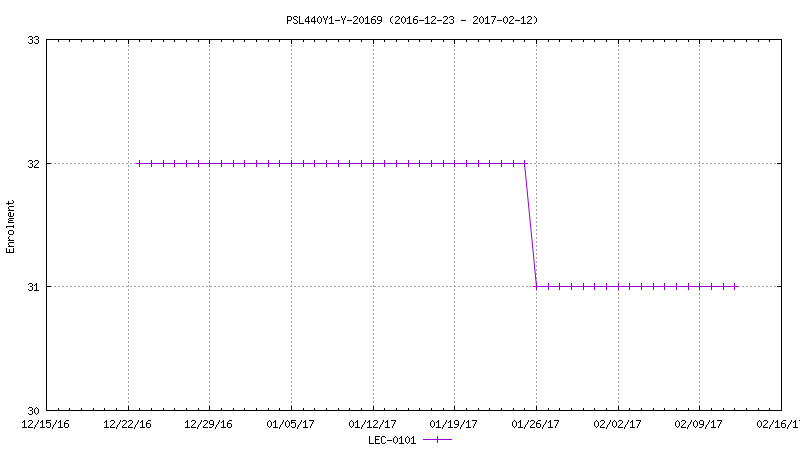 PSL440Y1-Y-20169 (2016-12-23 - 2017-02-12)
33
32
31
30
Enrolment
12/15/16 12/22/16 12/29/16 01/05/17 01/12/17 01/19/17 01/26/17 02/02/17 02/09/17 02/16/17
LEC-0101